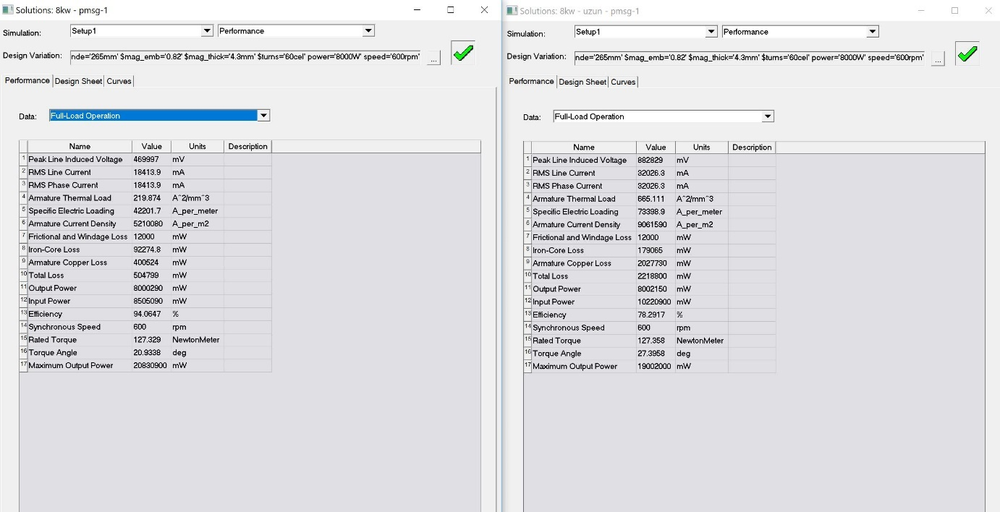 Solutions: 8kw - pmsg-1
Simulation: Setup1 Performance
Design Variation: nde='265mm' $mag_emb='0.82' $mag_thick='4.3mm' $turns='60cel' power='8000W' speed='600rpm' ...
Performance Design Sheet Curves
Data: Full-Load Operation
Name Value Units Description
1 Peak Line Induced Voltage 469997 mV
2 RMS Line Current 18413.9 mA
3 RMS Phase Current 18413.9 mA
4 Armature Thermal Load 219.874 A^2/mm^3
5 Specific Electric Loading 42201.7 A_per_meter
6 Armature Current Density 5210080 A_per_m2
7 Frictional and Windage Loss 12000 mW
8 Iron-Core Loss 92274.8 mW
9 Armature Copper Loss 400524 mW
10 Total Loss 504799 mW
11 Output Power 8000290 mW
12 Input Power 8505090 mW
13 Efficiency 94.0647 %
14 Synchronous Speed 600 rpm
15 Rated Torque 127.329 NewtonMeter
16 Torque Angle 20.9338 deg
17 Maximum Output Power 20830900 mW
Solutions: 8kw - uzun - pmsg-1
Simulation: Setup1 Performance
Design Variation: nde='265mm' $mag_emb='0.82' $mag_thick='4.3mm' $turns='60cel' power='8000W' speed='600rpm' ...
Performance Design Sheet Curves
Data: Full-Load Operation
Name Value Units Description
1 Peak Line Induced Voltage 882829 mV
2 RMS Line Current 32026.3 mA
3 RMS Phase Current 32026.3 mA
4 Armature Thermal Load 665.111 A^2/mm^3
5 Specific Electric Loading 73398.9 A_per_meter
6 Armature Current Density 9061590 A_per_m2
7 Frictional and Windage Loss 12000 mW
8 Iron-Core Loss 179065 mW
9 Armature Copper Loss 2027730 mW
10 Total Loss 2218800 mW
11 Output Power 8002150 mW
12 Input Power 10220900 mW
13 Efficiency 78.2917 %
14 Synchronous Speed 600 rpm
15 Rated Torque 127.358 NewtonMeter
16 Torque Angle 27.3958 deg
17 Maximum Output Power 19002000 mW